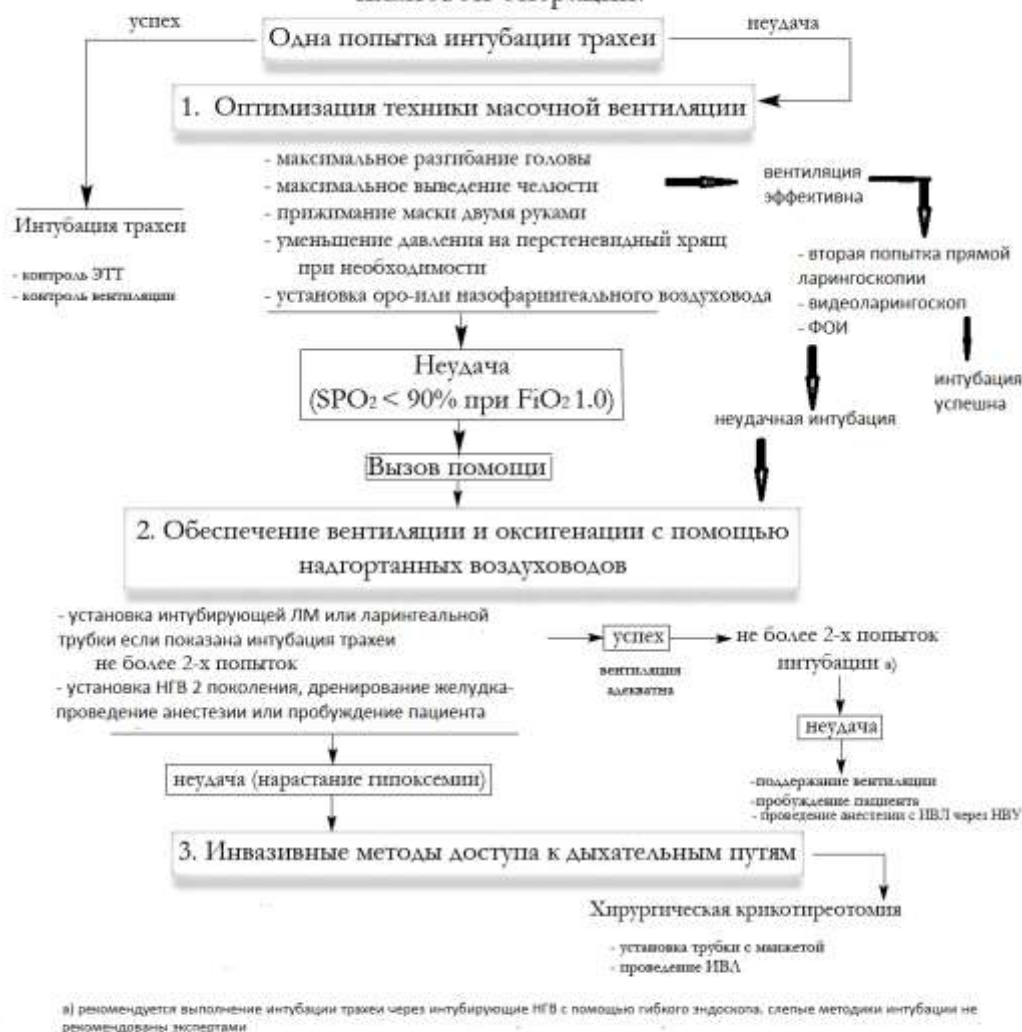 успех
неудача
Одна попытка интубации трахеи
1. Оптимизация техники масочной вентиляции
- максимальное разгибание головы
- максимальное выведение челюсти
- прижимание маски двумя руками
- уменьшение давления на перстеневидный хрящ
при необходимости
- установка оро-или назофарингеального воздуховода
вентиляция
эффективна
Интубация трахеи
- контроль ЭТТ
- контроль вентиляции
- вторая попытка прямой
ларингоскопии
- видеоларингоскоп
- ФОИ
Неудача
(SPO₂ < 90% при FiO₂ 1.0)
интубация
успешна
неудачная интубация
Вызов помощи
2. Обеспечение вентиляции и оксигенации с помощью
надгортанных воздуховодов
- установка интубирующей ЛМ или ларингеальной
трубки если показана интубация трахеи
не более 2-х попыток
- установка НГВ 2 поколения, дренирование желудка-
проведение анестезии или пробуждение пациента
успех
вентиляция
адекватна
не более 2-х попыток
интубации а)
неудача
-поддержание вентиляции
-пробуждение пациента
- проведение анестезии с ИВЛ через НВУ
неудача (нарастание гипоксемии)
3. Инвазивные методы доступа к дыхательным путям
Хирургическая крикотиреотомия
- установка трубки с манжетой
- проведение ИВЛ
а) рекомендуется выполнение интубации трахеи через интубирующие НГВ с помощью гибкого эндоскопа. слепые методики интубации не
рекомендованы экспертами